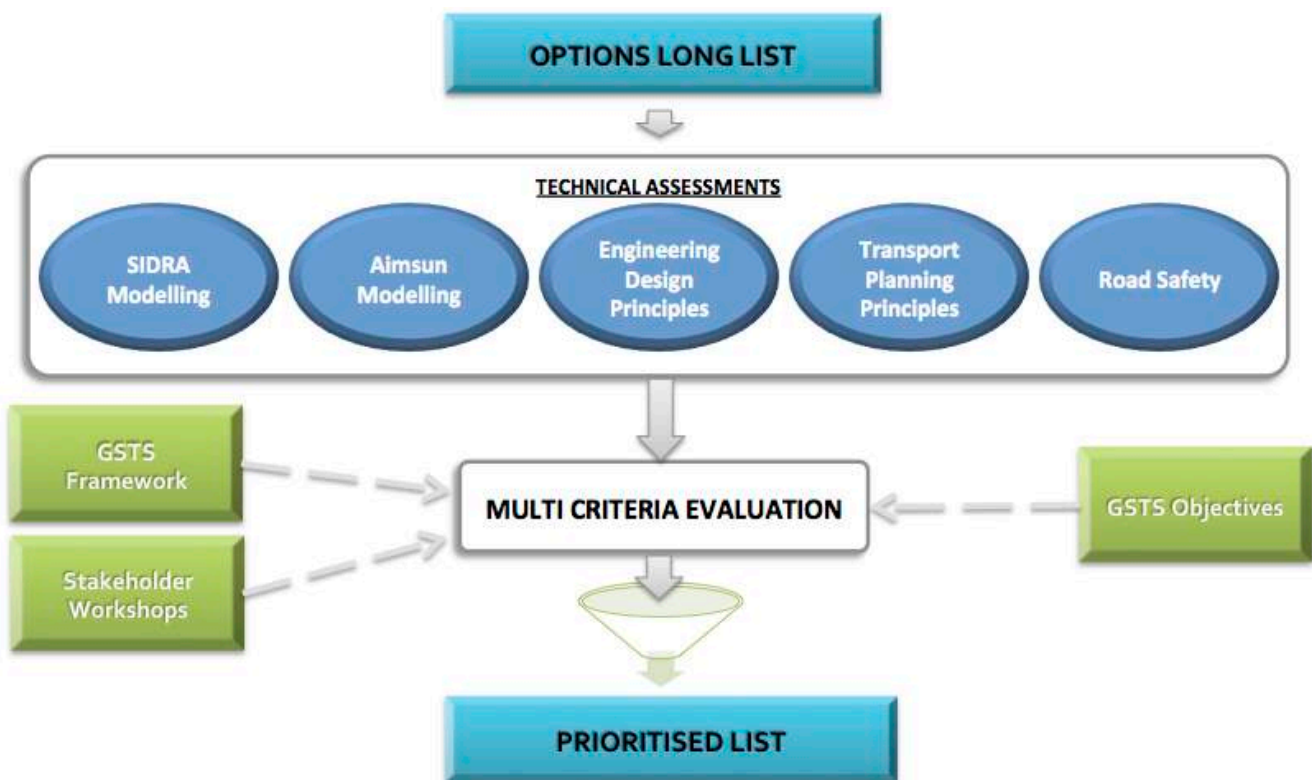 OPTIONS LONG LIST
TECHNICAL ASSESSMENTS
SIDRA
Modelling
Aimsun
Modelling
Engineering
Design
Principles
Transport
Planning
Principles
Road Safety
GSTS
Framework
MULTI CRITERIA EVALUATION
GSTS Objectives
Stakeholder
Workshops
PRIORITISED LIST